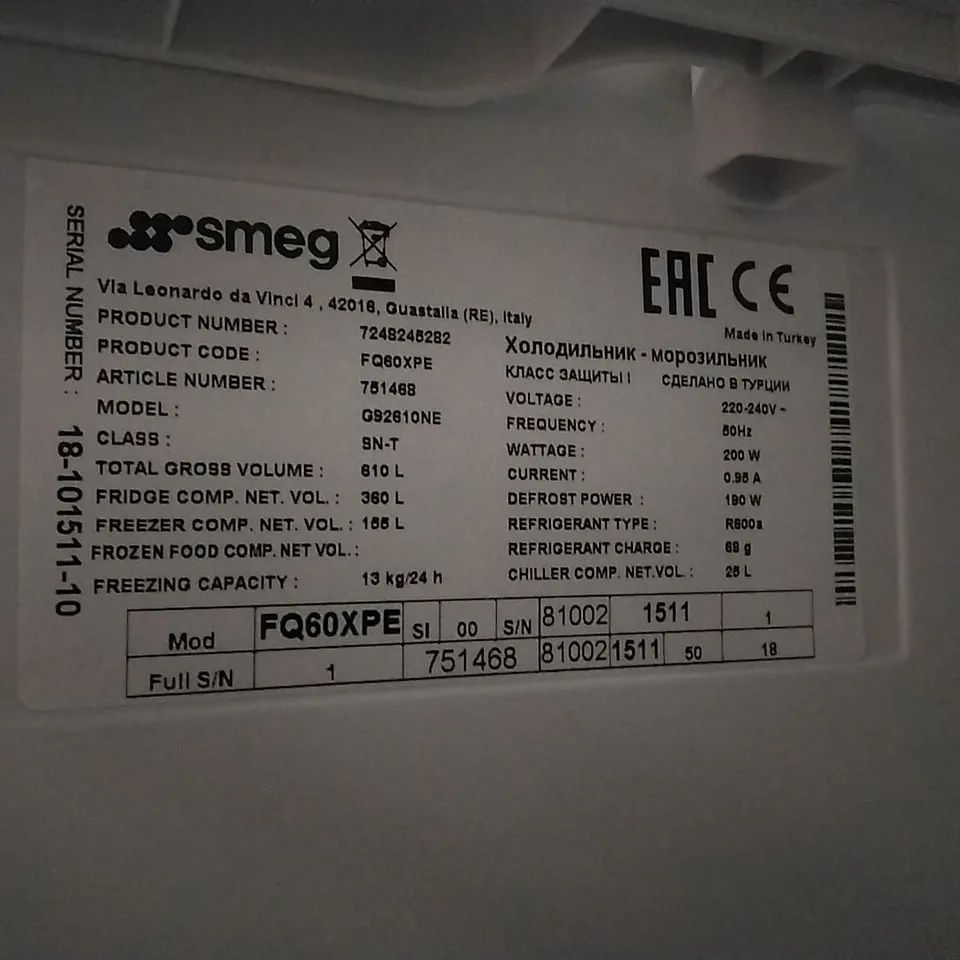 smeg
EAC CE
Via Leonardo da Vinci 4 , 42016, Guastalla (RE), Italy
Made in Turkey
SERIAL NUMBER : 18-101511-10
PRODUCT NUMBER : 7248245282
PRODUCT CODE : FQ60XPE
ARTICLE NUMBER : 751468
MODEL : G92610NE
CLASS : SN-T
TOTAL GROSS VOLUME : 610 L
FRIDGE COMP. NET. VOL. : 360 L
FREEZER COMP. NET. VOL. : 155 L
FROZEN FOOD COMP. NET VOL. :
FREEZING CAPACITY : 13 kg/24 h
Холодильник - морозильник
КЛАСС ЗАЩИТЫ I СДЕЛАНО В ТУРЦИИ
VOLTAGE : 220-240V ~
FREQUENCY : 50Hz
WATTAGE : 200 W
CURRENT : 0.95 A
DEFROST POWER : 190 W
REFRIGERANT TYPE : R600a
REFRIGERANT CHARGE : 68 g
CHILLER COMP. NET.VOL. : 25 L
Mod FQ60XPE SI 00 S/N 81002 1511 1
Full S/N 1 751468 81002 1511 50 18